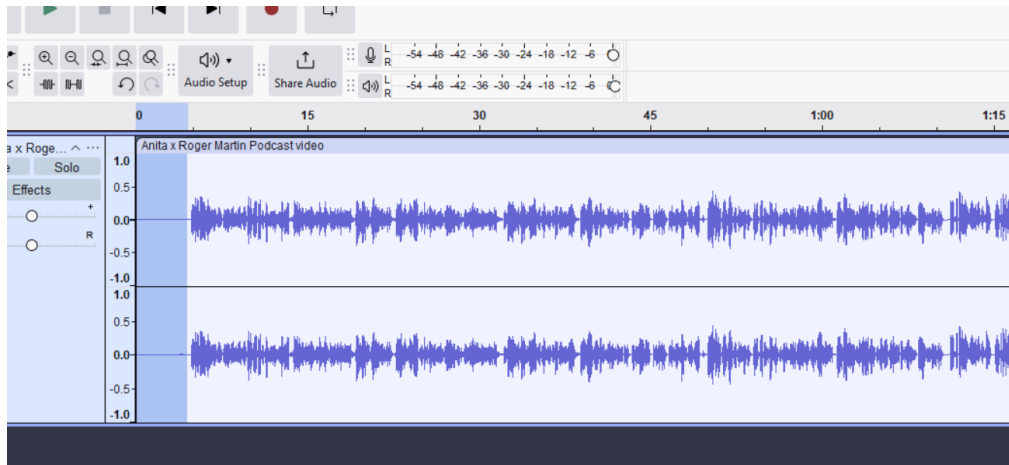 L
R
-54 -48 -42 -36 -30 -24 -18 -12 -6 0
Audio Setup
Share Audio
L
R
-54 -48 -42 -36 -30 -24 -18 -12 -6 0
0 15 30 45 1:00 1:15
a x Roge...
Anita x Roger Martin Podcast video
Solo
Effects
+
R
1.0
0.5
0.0
-0.5
-1.0
1.0
0.5
0.0
-0.5
-1.0